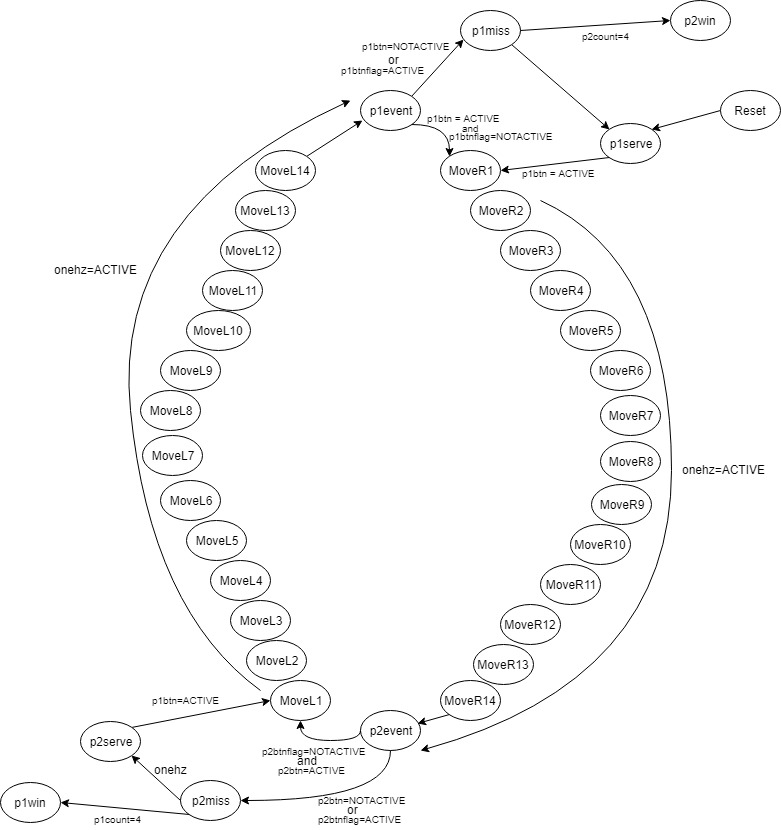 p1miss
p2win
p2count=4
p1btn=NOTACTIVE
or
p1btnflag=ACTIVE
p1event
Reset
p1btn = ACTIVE
and
p1btnflag=NOTACTIVE
p1serve
p1btn = ACTIVE
MoveL14
MoveR1
MoveL13
MoveR2
MoveL12
MoveR3
onehz=ACTIVE
MoveL11
MoveR4
MoveL10
MoveR5
MoveL9
MoveR6
MoveL8
MoveR7
MoveL7
MoveR8
onehz=ACTIVE
MoveL6
MoveR9
MoveL5
MoveR10
MoveL4
MoveR11
MoveL3
MoveR12
MoveL2
MoveR13
MoveL1
MoveR14
p1btn=ACTIVE
p2event
p2serve
p2btnflag=NOTACTIVE
and
p2btn=ACTIVE
onehz
p1win
p2miss
p2btn=NOTACTIVE
or
p2btnflag=ACTIVE
p1count=4